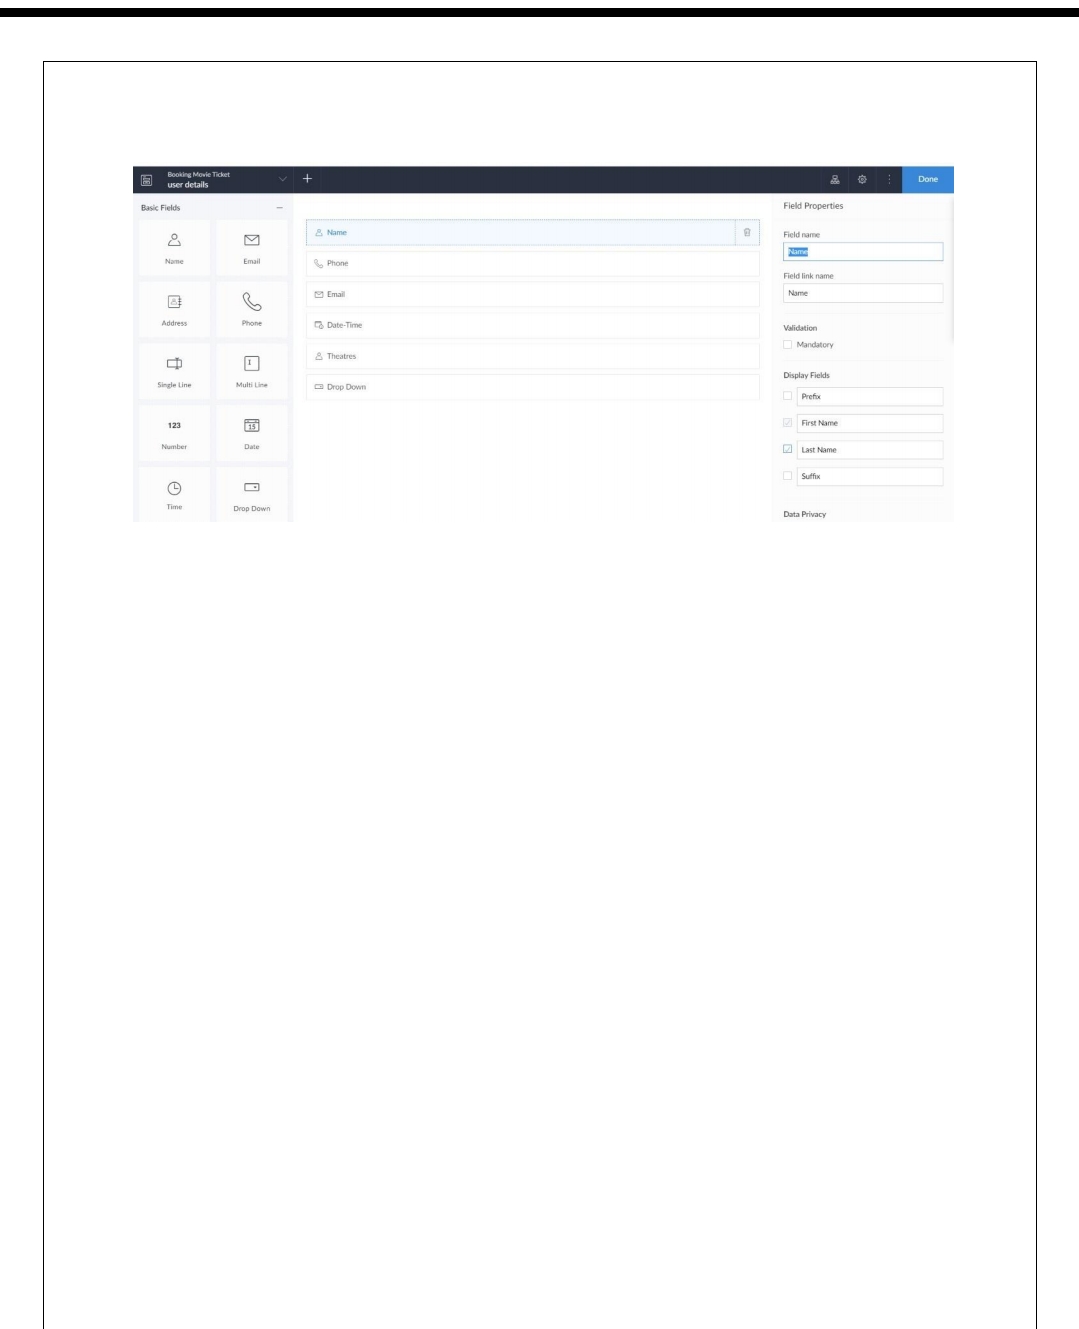 Booking Movie Ticket
user details
Done
Basic Fields
Name
Email
Address
Phone
Single Line
Multi Line
123
Number
15
Date
Time
Drop Down
Name
Phone
Email
Date-Time
Theatres
Drop Down
Field Properties
Field name
Name
Field link name
Name
Validation
Mandatory
Display Fields
Prefix
First Name
Last Name
Suffix
Data Privacy